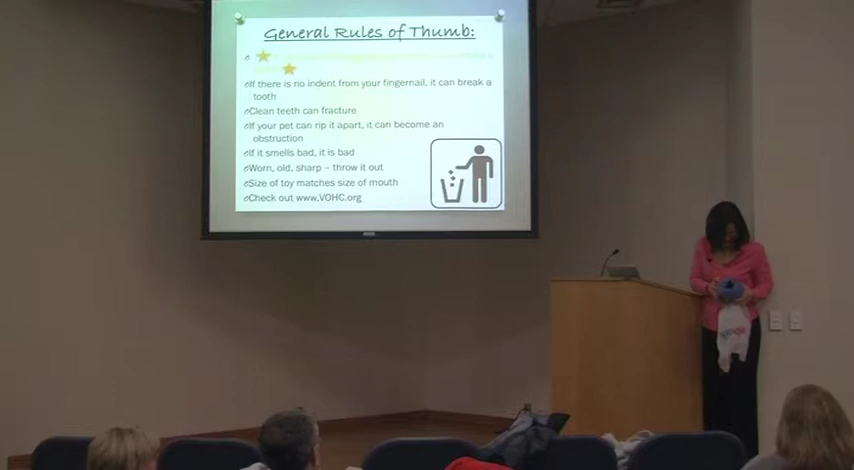 General Rules of Thumb:
If there is no indent from your fingernail, it can break a
tooth
Clean teeth can fracture
If your pet can rip it apart, it can become an
obstruction
If it smells bad, it is bad
Worn, old, sharp – throw it out
Size of toy matches size of mouth
Check out www.VOHC.org